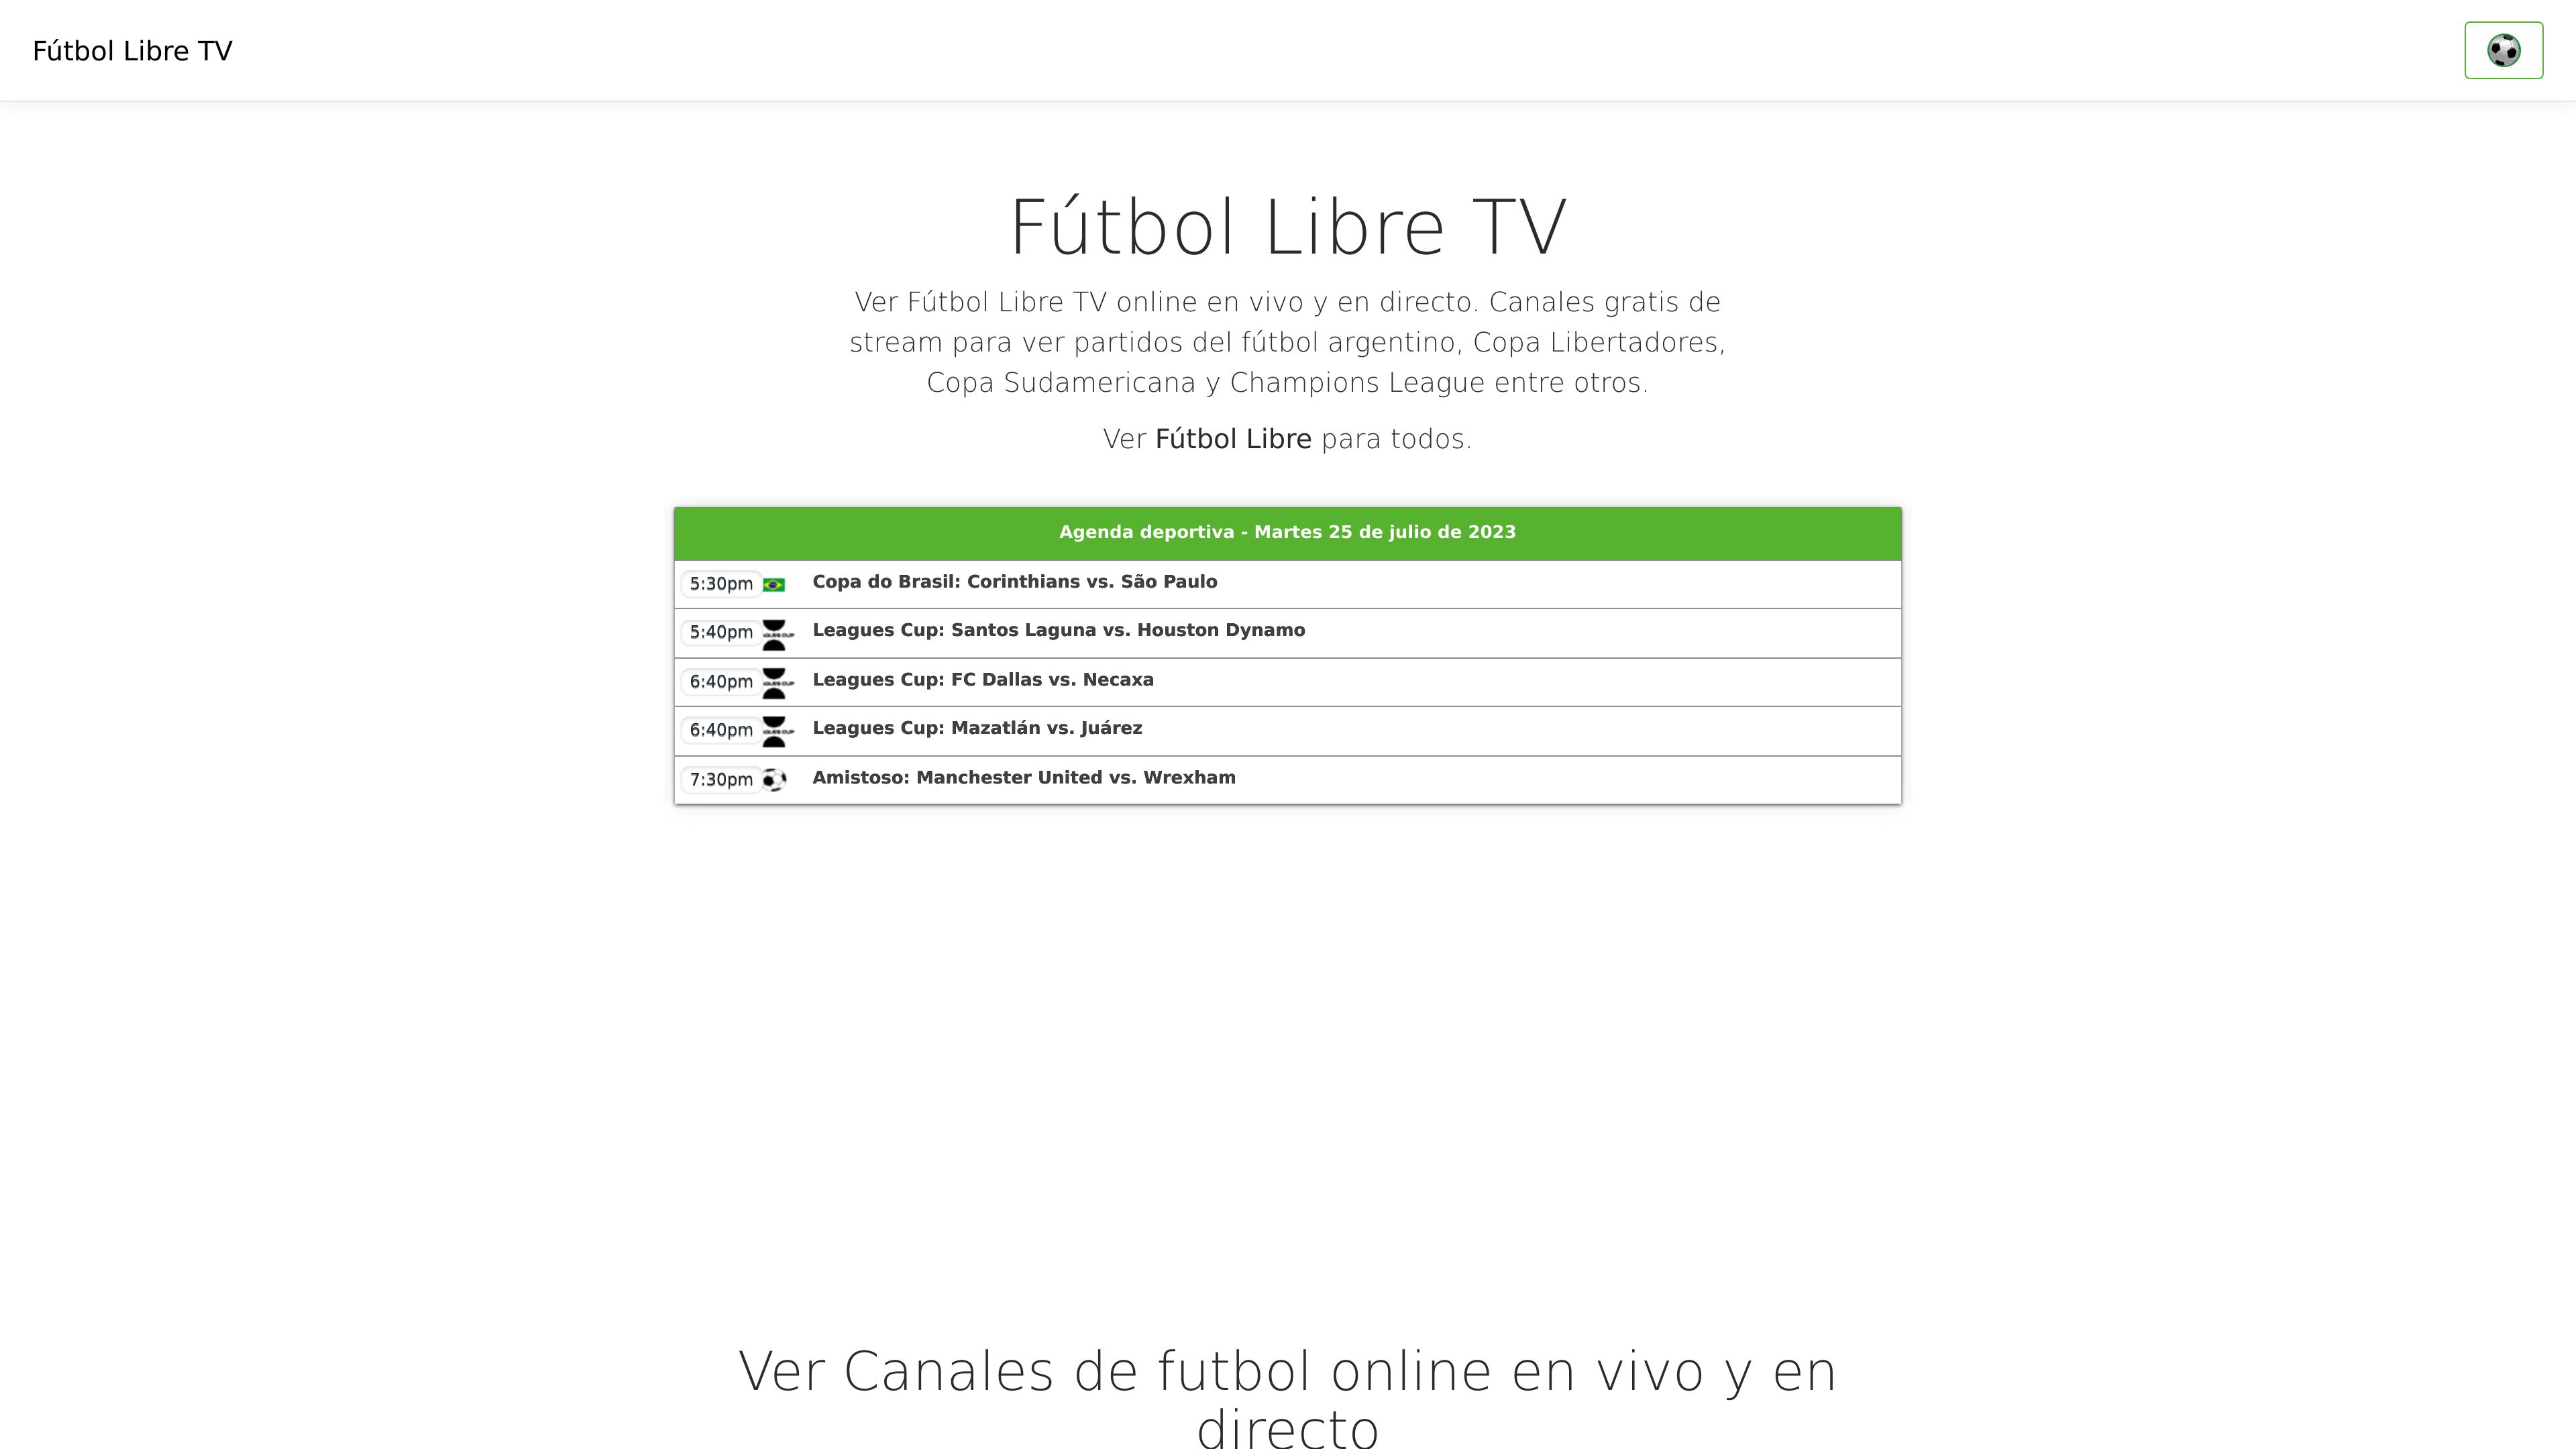 Fútbol Libre TV
Fútbol Libre TV
Ver Fútbol Libre TV online en vivo y en directo. Canales gratis de
stream para ver partidos del fútbol argentino, Copa Libertadores,
Copa Sudamericana y Champions League entre otros.
Ver Fútbol Libre para todos.
Agenda deportiva - Martes 25 de julio de 2023
5:30pm Copa do Brasil: Corinthians vs. São Paulo
5:40pm Leagues Cup: Santos Laguna vs. Houston Dynamo
6:40pm Leagues Cup: FC Dallas vs. Necaxa
6:40pm Leagues Cup: Mazatlán vs. Juárez
7:30pm Amistoso: Manchester United vs. Wrexham
Ver Canales de futbol online en vivo y en
directo